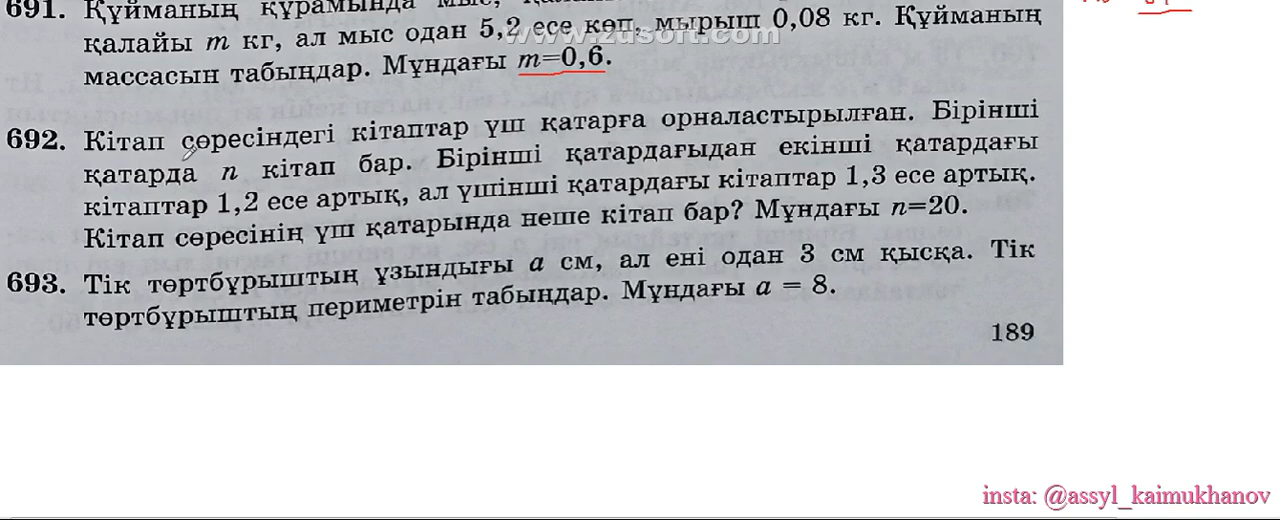 691. Құйманың құрамында мыс,
қалайы m кг, ал мыс одан 5,2 есе көп, мырыш 0,08 кг. Құйманың
www.zdsoft.com
массасын табыңдар. Мұндағы m=0,6.
692. Кітап сөресіндегі кітаптар үш қатарға орналастырылған. Бірінші
қатарда n кітап бар. Бірінші қатардағыдан екінші қатардағы
кітаптар 1,2 есе артық, ал үшінші қатардағы кітаптар 1,3 есе артық.
Кітап сөресінің үш қатарында неше кітап бар? Мұндағы n=20.
693. Тік төртбұрыштың ұзындығы a см, ал ені одан 3 см қысқа. Тік
төртбұрыштың периметрін табыңдар. Мұндағы a = 8.
189
insta: @assyl_kaimukhanov